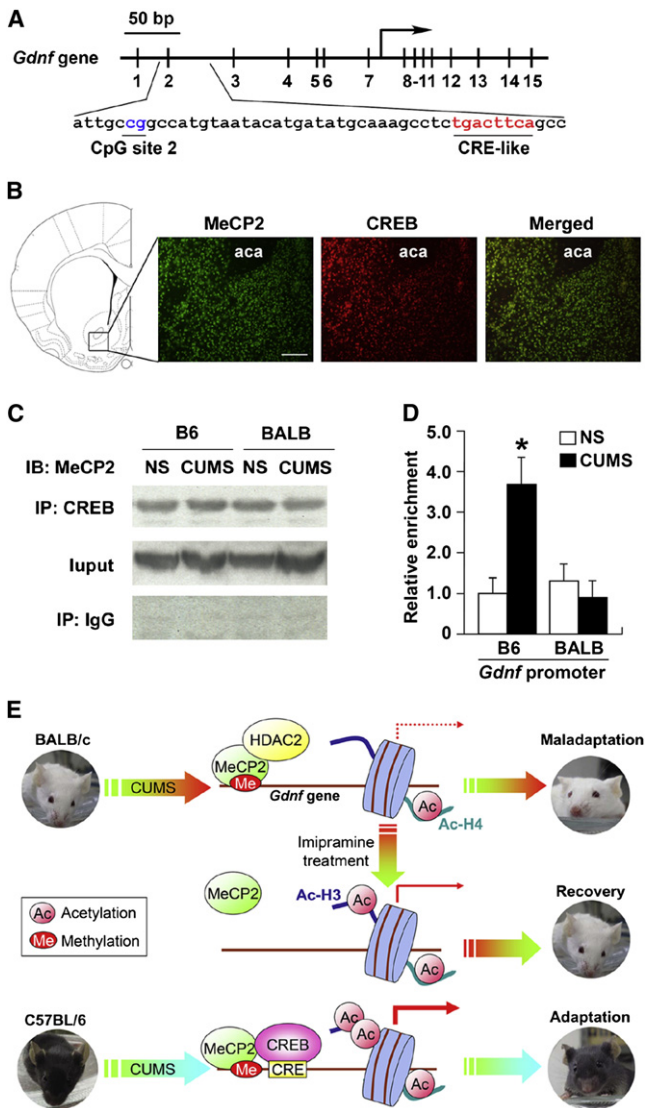 A
50 bp
Gdnf gene
1 2 3 4 5 6 7 8-11 12 13 14 15
attgccggccatgtaatacatgatatgcaaagcctctgacttcagcc
CpG site 2 CRE-like
B
MeCP2 CREB Merged
aca aca aca
C
B6 BALB
IB: MeCP2 NS CUMS NS CUMS
IP: CREB
Iuput
IP: IgG
D
NS
CUMS
Relative enrichment
5.0
4.0
3.0
2.0
1.0
0
*
B6 BALB
Gdnf promoter
E
BALB/c
CUMS
HDAC2
MeCP2
Me
Gdnf gene
Ac
Ac-H4
Maladaptation
Imipramine
treatment
MeCP2
Ac-H3
Ac
Ac
Recovery
Ac Acetylation
Me Methylation
C57BL/6
CUMS
MeCP2
CREB
Me
CRE
Ac
Ac
Ac
Adaptation